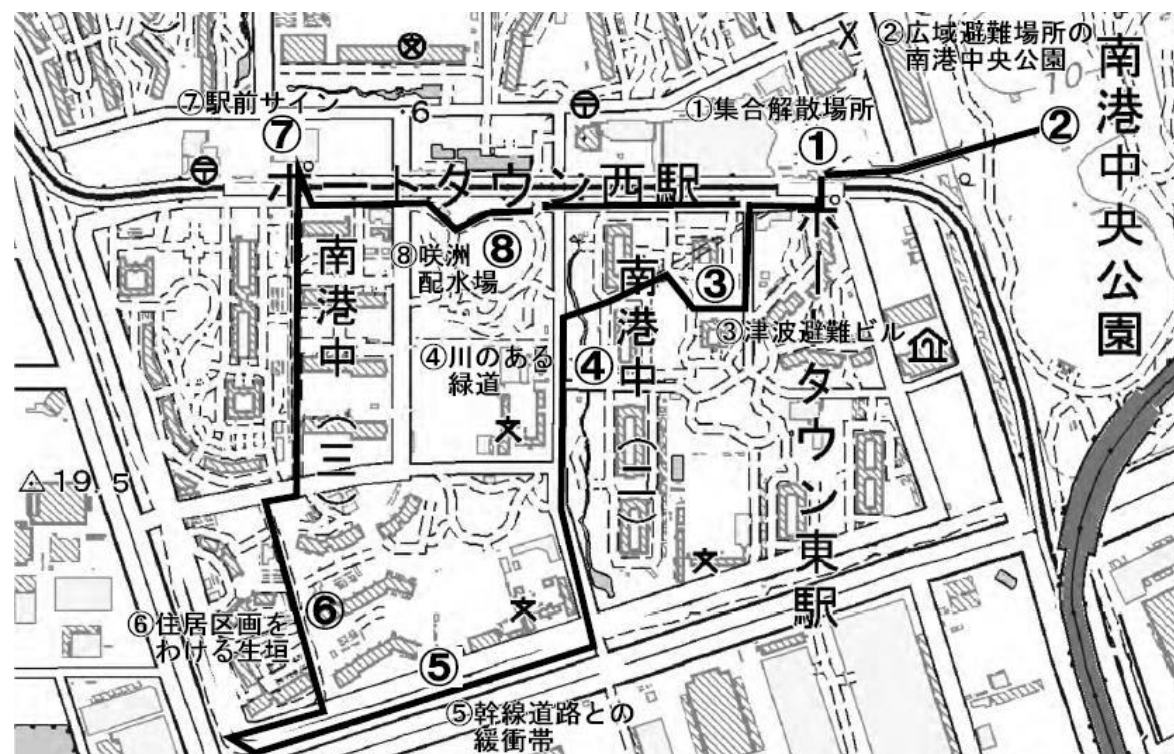 ②広域避難場所の
南港中央公園
南港中央公園
10
⑦駅前サイン
6
①集合解散場所
⑦
①
②
ポートタウン西駅
⑧咲洲
配水場
⑧
南港中(三)
南港中(二)
③
③津波避難ビル
④川のある
緑道
④
ポートタウン東駅
19.5
⑥住居区画を
わける生垣
⑥
⑤
⑤幹線道路との
緩衝帯